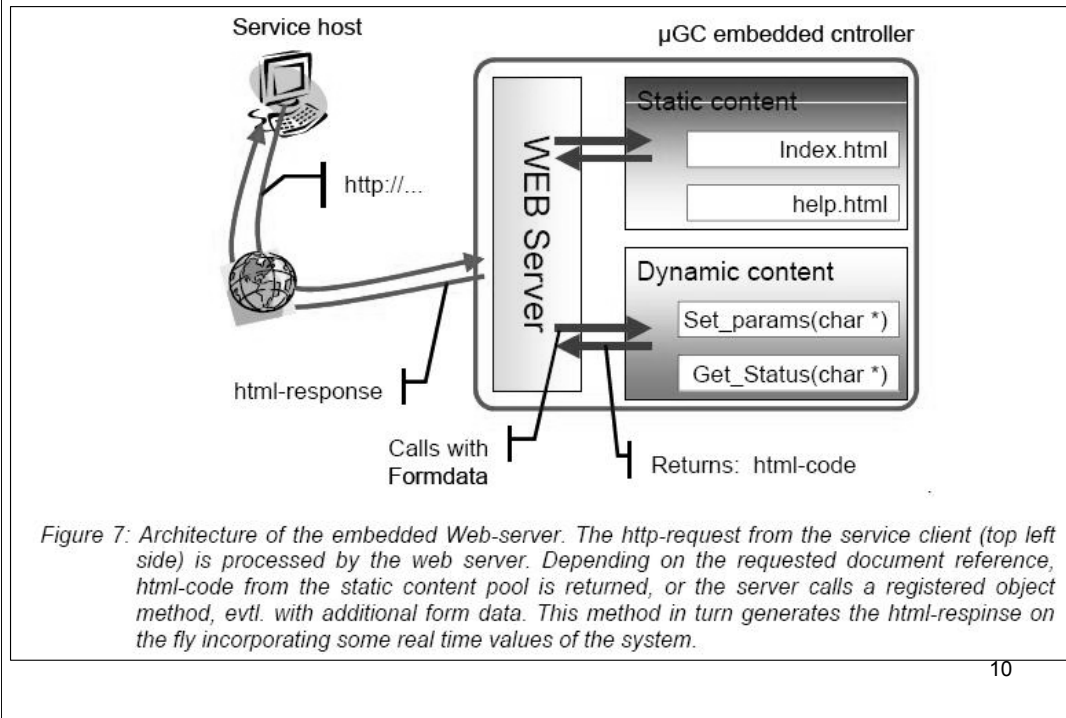 Service host
µGC embedded cntroller
Static content
Index.html
help.html
WEB Server
http://...
Dynamic content
Set_params(char *)
Get_Status(char *)
html-response
Calls with
Formdata
Returns: html-code
Figure 7: Architecture of the embedded Web-server. The http-request from the service client (top left
side) is processed by the web server. Depending on the requested document reference,
html-code from the static content pool is returned, or the server calls a registered object
method, evtl. with additional form data. This method in turn generates the html-respinse on
the fly incorporating some real time values of the system.
10